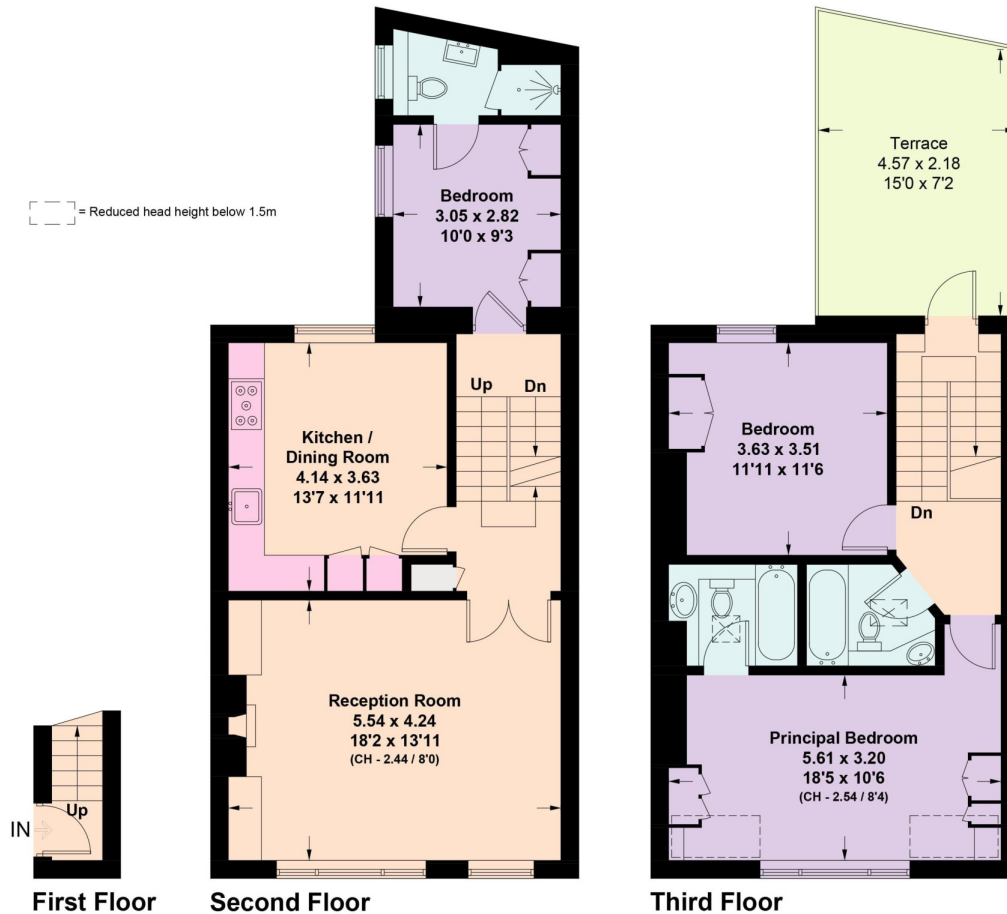 = Reduced head height below 1.5m
Bedroom
3.05 x 2.82
10'0 x 9'3
Up
Dn
Kitchen /
Dining Room
4.14 x 3.63
13'7 x 11'11
Reception Room
5.54 x 4.24
18'2 x 13'11
(CH - 2.44 / 8'0)
Up
IN
First Floor
Second Floor
Terrace
4.57 x 2.18
15'0 x 7'2
Bedroom
3.63 x 3.51
11'11 x 11'6
Dn
Principal Bedroom
5.61 x 3.20
18'5 x 10'6
(CH - 2.54 / 8'4)
Third Floor